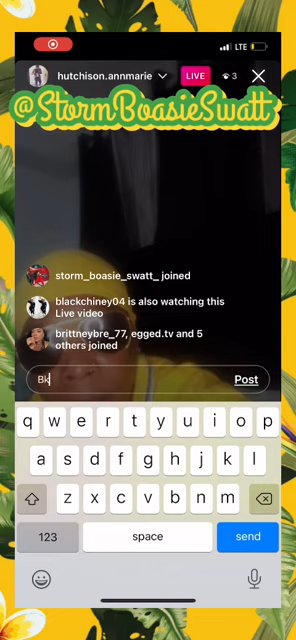 LTE
hutchison.annmarie LIVE 3
@StormBoasieSwatt
storm_boasie_swatt_ joined
blackchiney04 is also watching this
Live video
brittneybre_77, egged.tv and 5
others joined
Bk Post
q w e r t y u i o p
a s d f g h j k l
z x c v b n m
123 space send